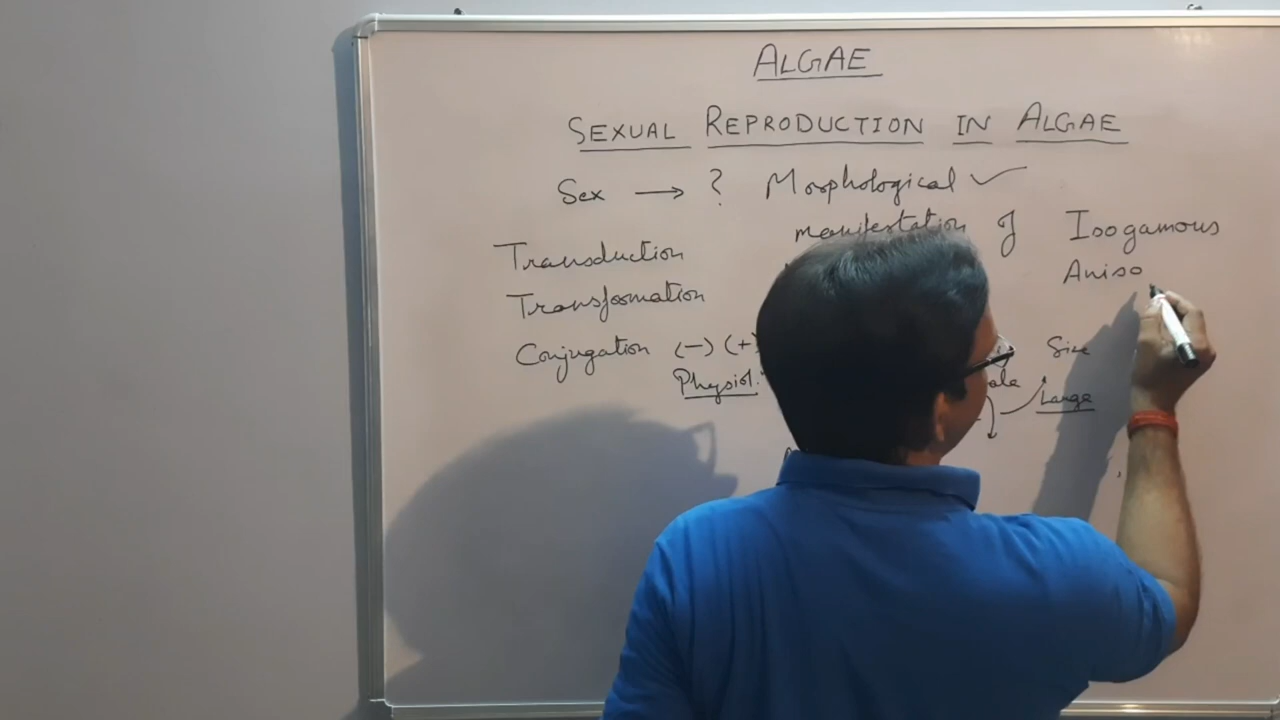 ALGAE
SEXUAL REPRODUCTION IN ALGAE
Sex → ? Morphological ✓
manifestation of
Isogamous
Transduction
Aniso
Transformation
Conjugation (-) (+)
Size
Physiol.
Large